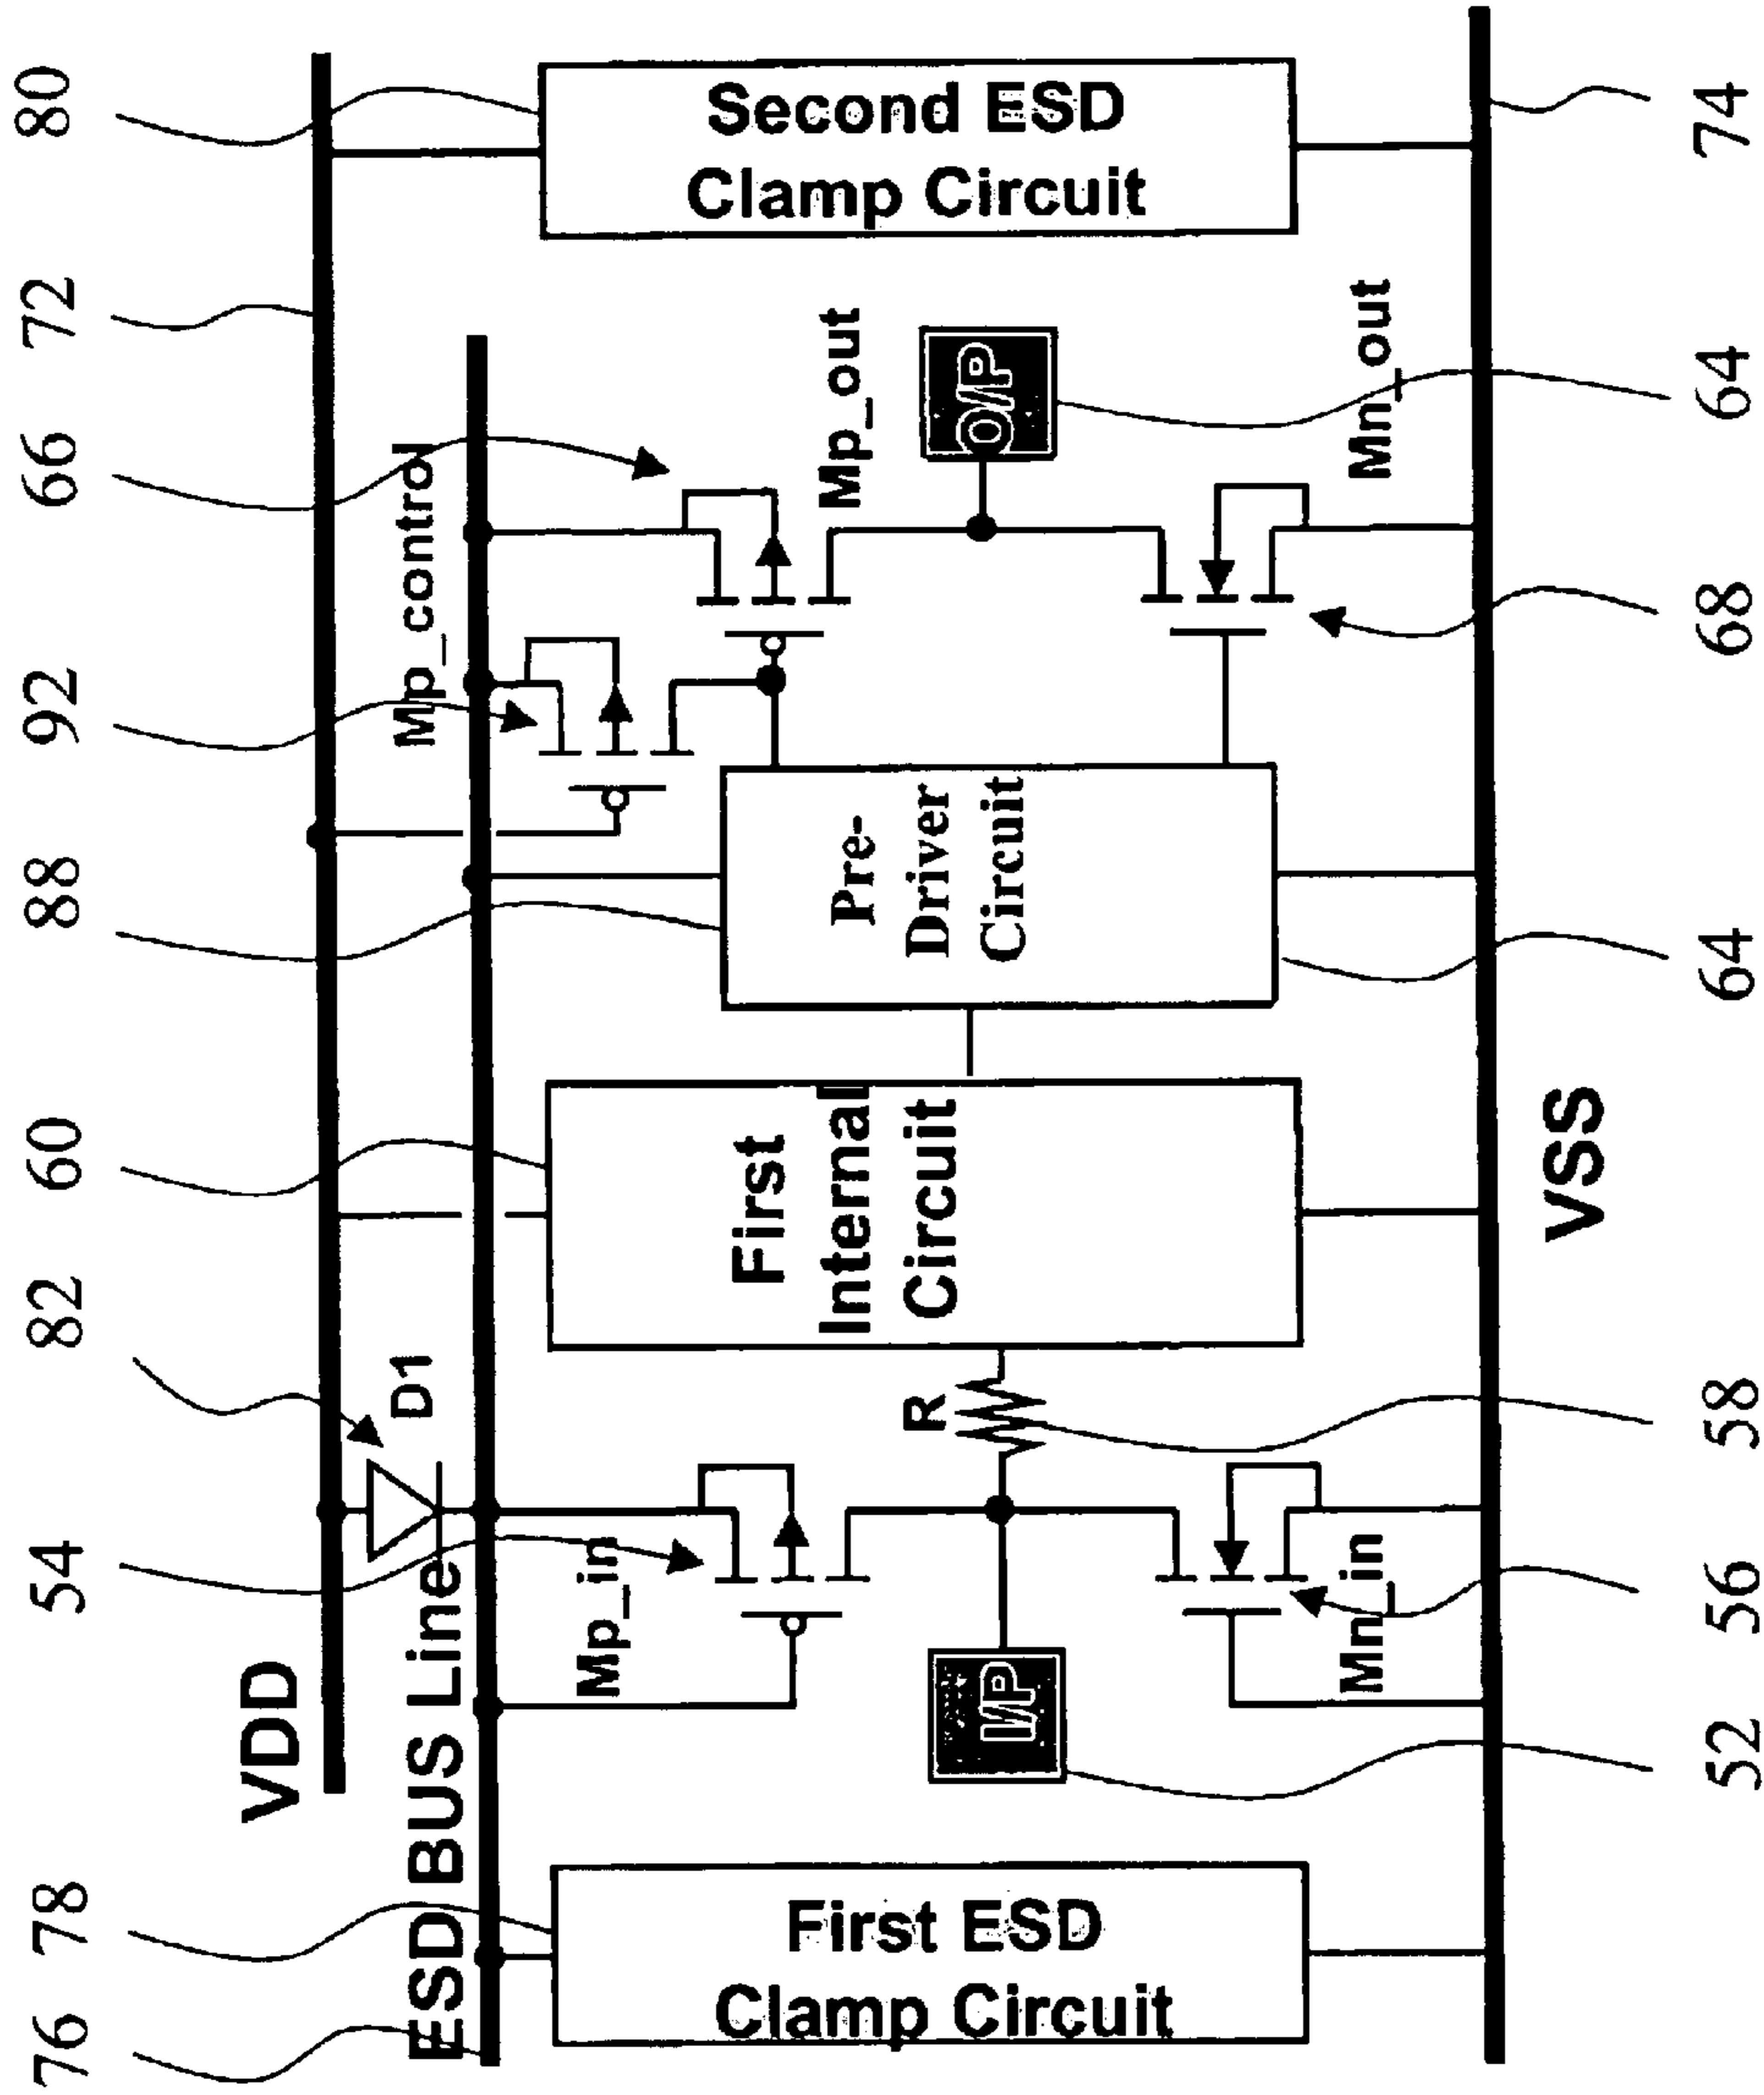 76 78 54 82 60 88 92 66 72 80
VDD
ESD BUS Line
D1
Mp_control
Mp_in
Mp_out
First ESD
Clamp Circuit
I/P
R
First
Internal
Circuit
Pre-
Driver
Circuit
O/P
Second ESD
Clamp Circuit
Mn_in
Mn_out
VSS
52 56 58 64 68 64 74